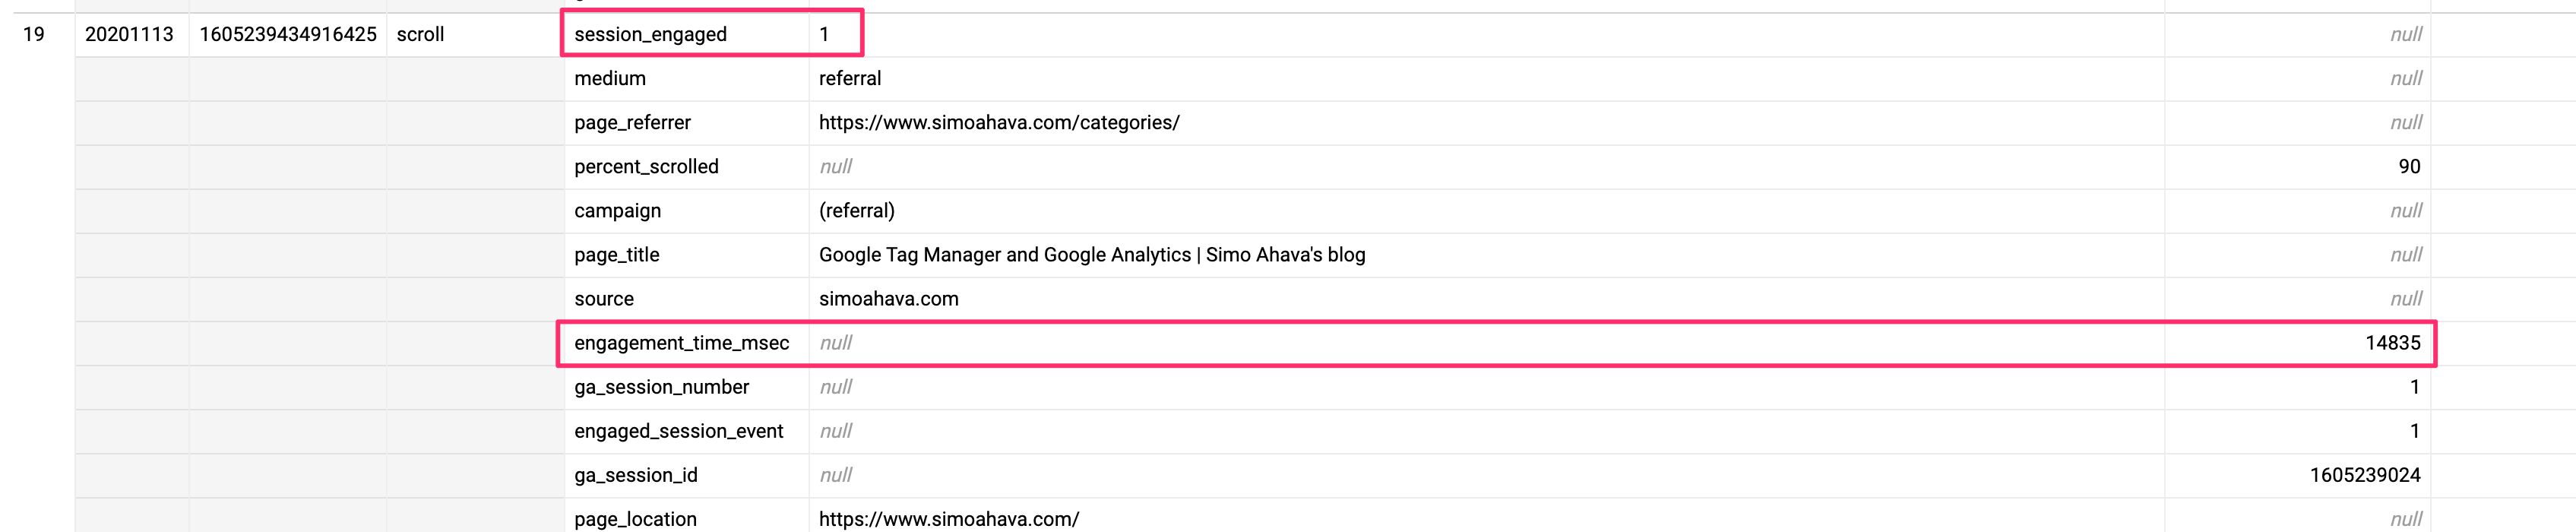 19 20201113 1605239434916425 scroll session_engaged 1 null
medium referral null
page_referrer https://www.simoahava.com/categories/ null
percent_scrolled null 90
campaign (referral) null
page_title Google Tag Manager and Google Analytics | Simo Ahava's blog null
source simoahava.com null
engagement_time_msec null 14835
ga_session_number null 1
engaged_session_event null 1
ga_session_id null 1605239024
page_location https://www.simoahava.com/ null